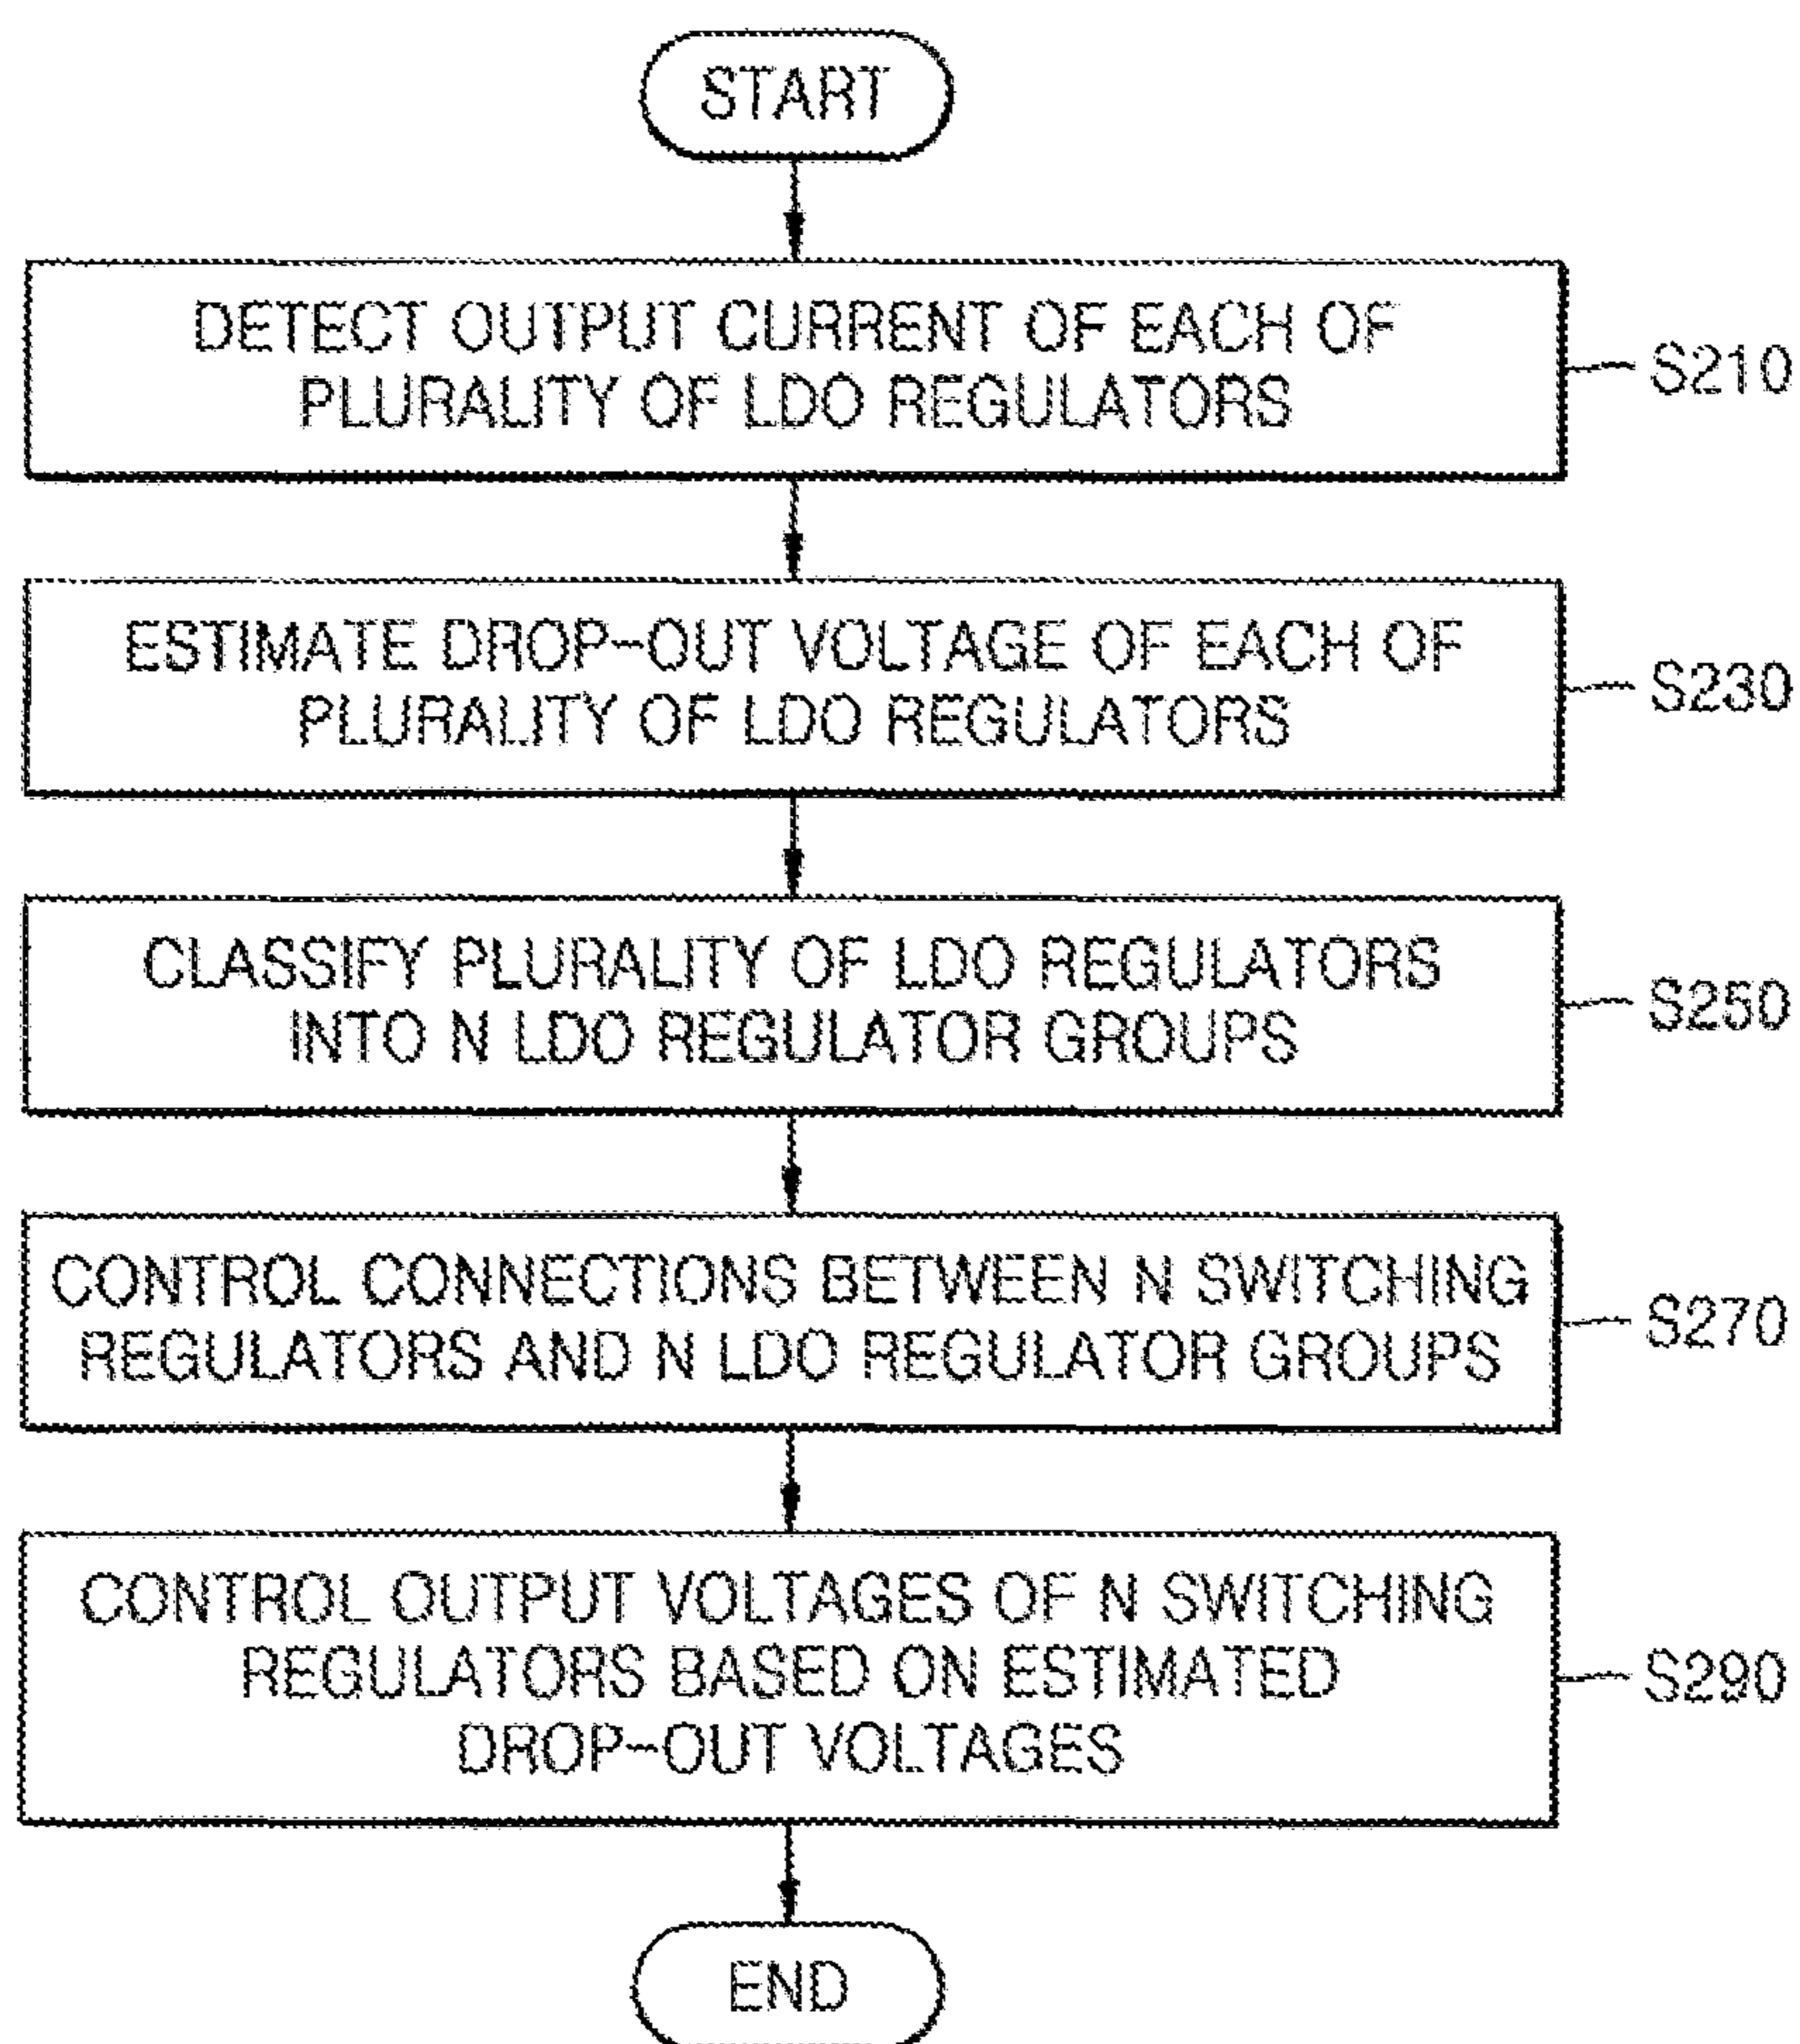 START
DETECT OUTPUT CURRENT OF EACH OF
PLURALITY OF LDO REGULATORS
S210
ESTIMATE DROP-OUT VOLTAGE OF EACH OF
PLURALITY OF LDO REGULATORS
S230
CLASSIFY PLURALITY OF LDO REGULATORS
INTO N LDO REGULATOR GROUPS
S250
CONTROL CONNECTIONS BETWEEN N SWITCHING
REGULATORS AND N LDO REGULATOR GROUPS
S270
CONTROL OUTPUT VOLTAGES OF N SWITCHING
REGULATORS BASED ON ESTIMATED
DROP-OUT VOLTAGES
S290
END